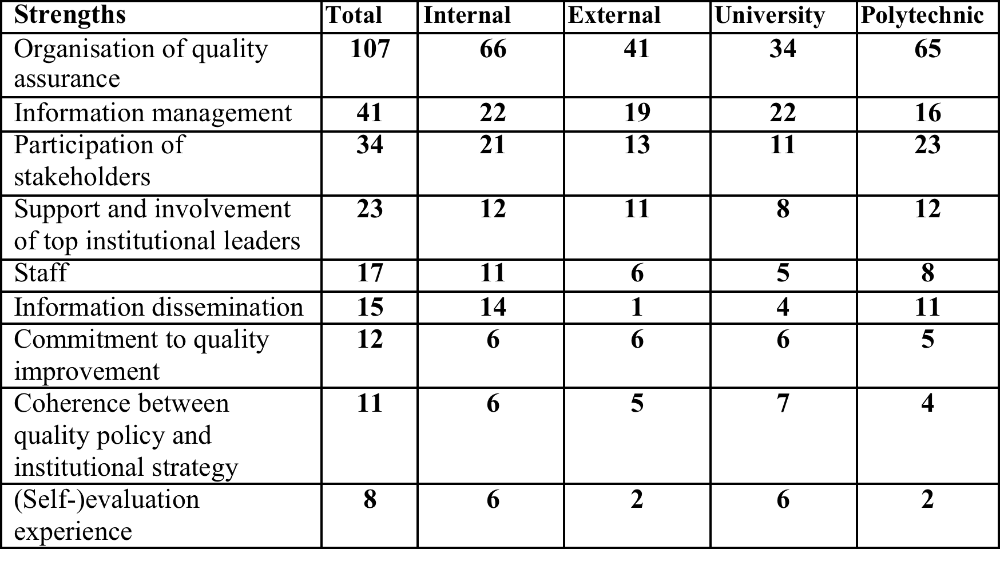 Strengths Total Internal External University Polytechnic
Organisation of quality 107 66 41 34 65
assurance
Information management 41 22 19 22 16
Participation of 34 21 13 11 23
stakeholders
Support and involvement 23 12 11 8 12
of top institutional leaders
Staff 17 11 6 5 8
Information dissemination 15 14 1 4 11
Commitment to quality 12 6 6 6 5
improvement
Coherence between 11 6 5 7 4
quality policy and
institutional strategy
(Self-)evaluation 8 6 2 6 2
experience